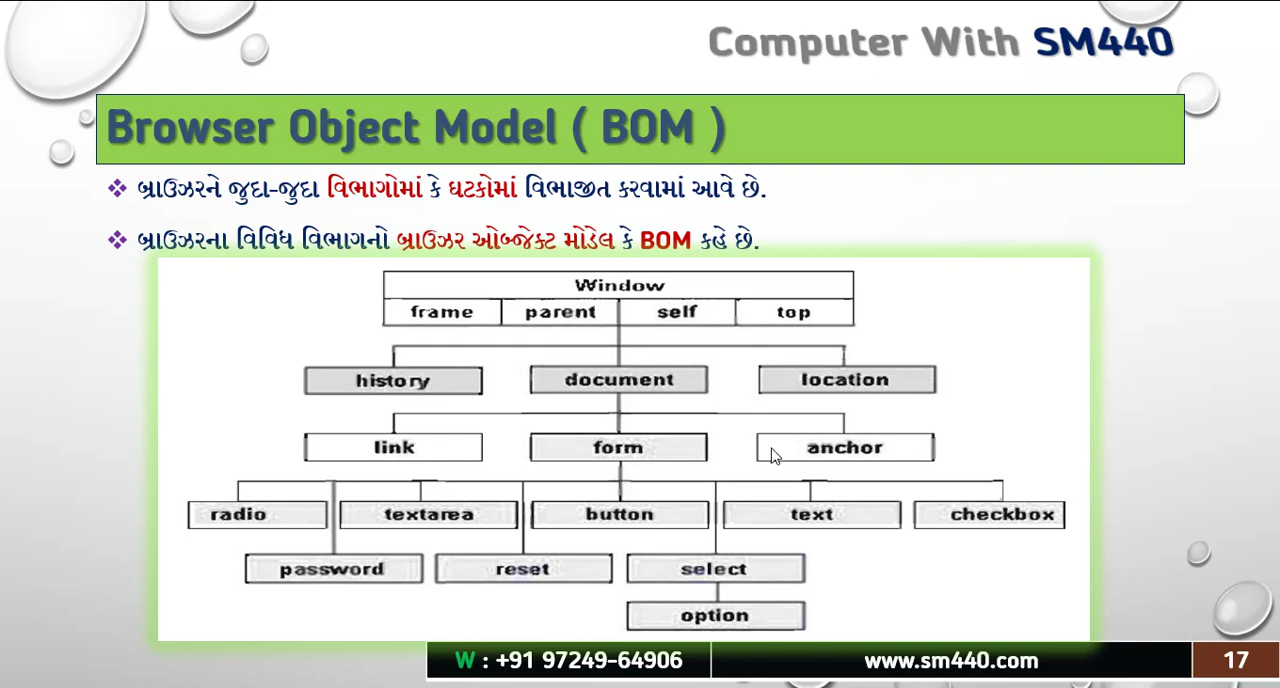 Computer With SM440
Browser Object Model ( BOM )
❖ બ્રાઉઝરને જુદા-જુદા વિભાગોમાં કે ઘટકોમાં વિભાજીત કરવામાં આવે છે.
❖ બ્રાઉઝરના વિવિધ વિભાગનો બ્રાઉઝર ઓબ્જેક્ટ મોડેલ કે BOM કહે છે.
Window
frame parent self top
history document location
link form anchor
radio textarea button text checkbox
password reset select
option
W : +91 97249-64906 www.sm440.com 17